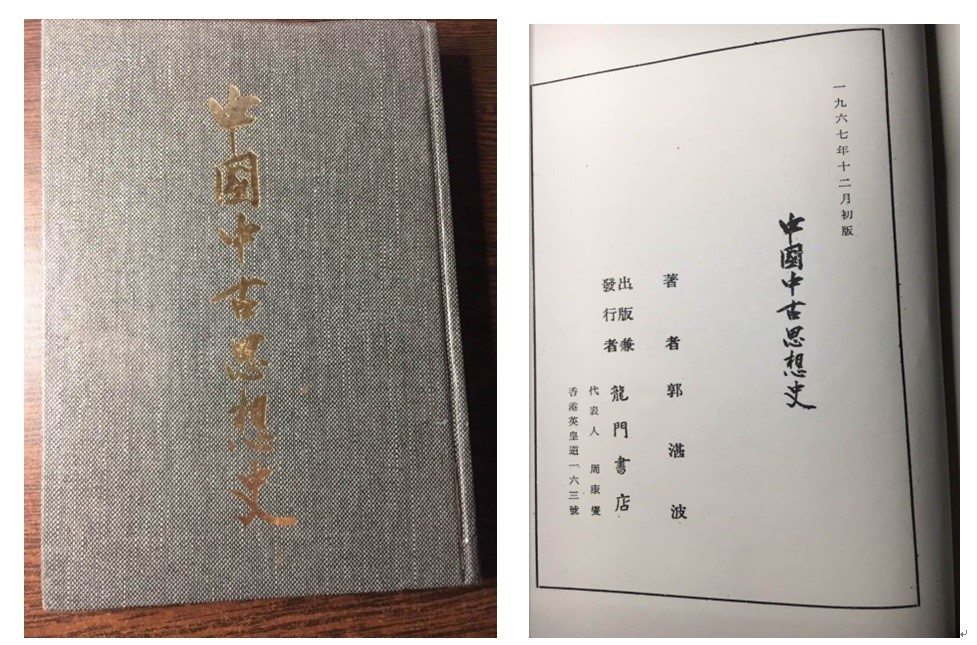 中國中古思想史
一九六七年十二月初版
中國中古思想史
著者郭湛波
出版兼
發行者
龍門書店
代表人周康燮
香港英皇道一六三號